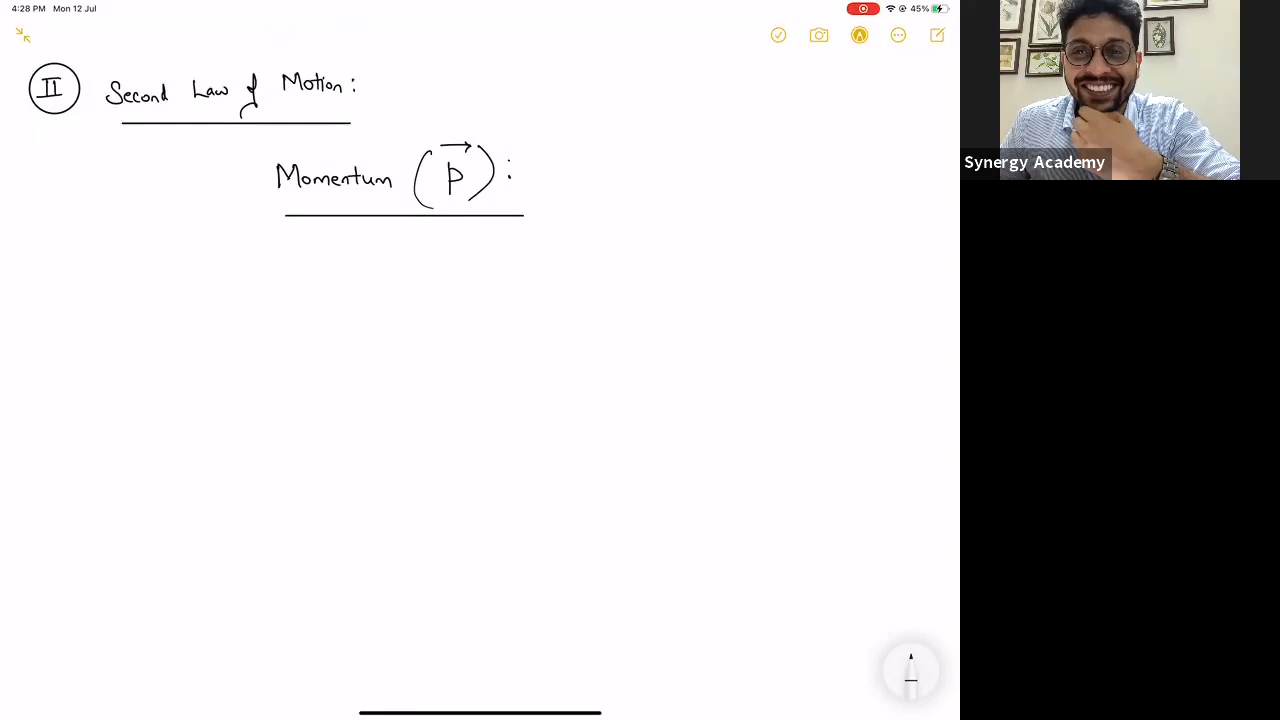 4:28 PM Mon 12 Jul
45%
II Second Law of Motion:
Momentum (p⃗):
Synergy Academy